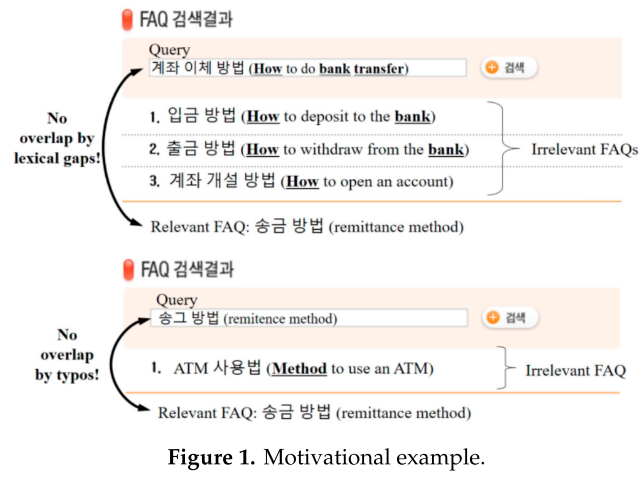 FAQ 검색결과
Query
계좌 이체 방법 (How to do bank transfer)
검색
No
overlap by
lexical gaps!
1. 입금 방법 (How to deposit to the bank)
2. 출금 방법 (How to withdraw from the bank)
3. 계좌 개설 방법 (How to open an account)
Irrelevant FAQs
Relevant FAQ: 송금 방법 (remittance method)
FAQ 검색결과
Query
송그 방법 (remitence method)
검색
No
overlap
by typos!
1. ATM 사용법 (Method to use an ATM)
Irrelevant FAQ
Relevant FAQ: 송금 방법 (remittance method)
Figure 1. Motivational example.